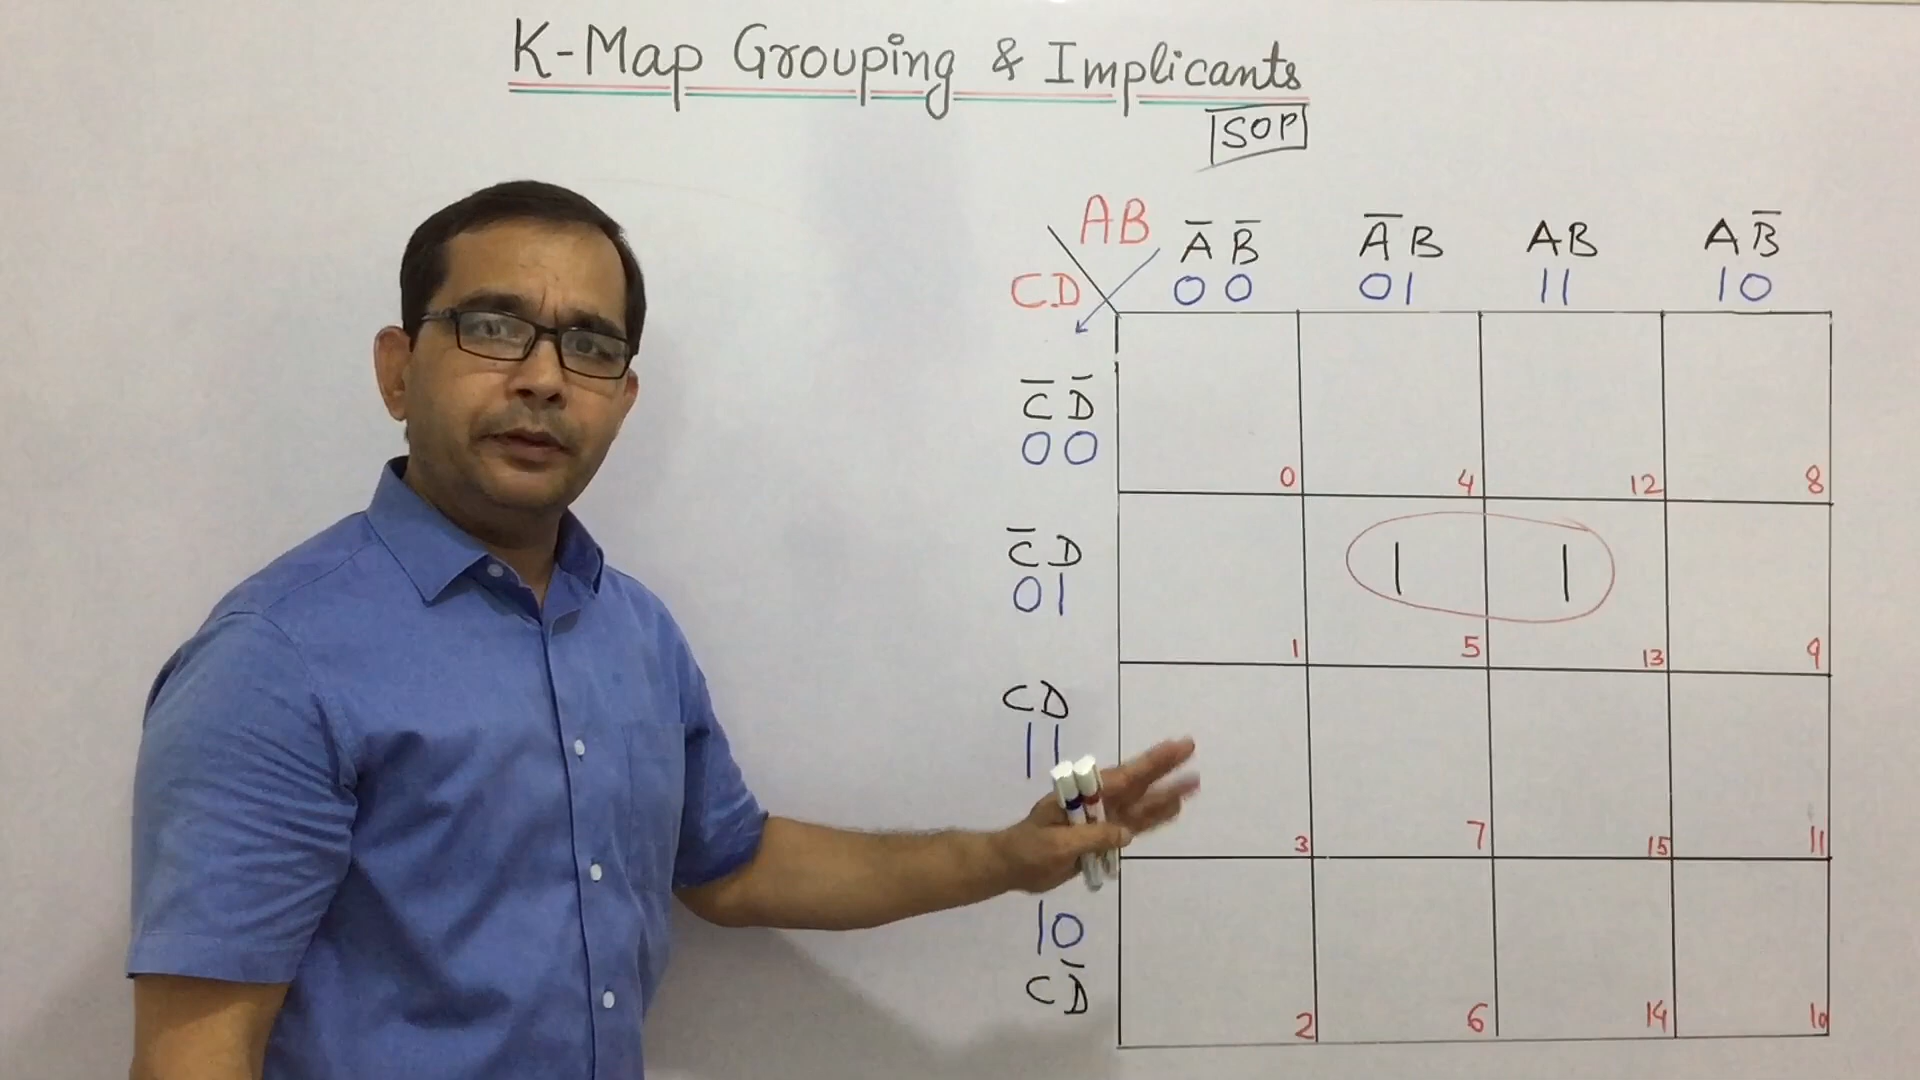 K-Map Grouping & Implicants
SOP
AB
CD
A̅ B̅ A̅ B AB A B̅
00 01 11 10
C̅ D̅
00
0 4 12 8
C̅ D
01
1 1
1 5 13 9
CD
11
3 7 15 11
10
C D̅
2 6 14 10